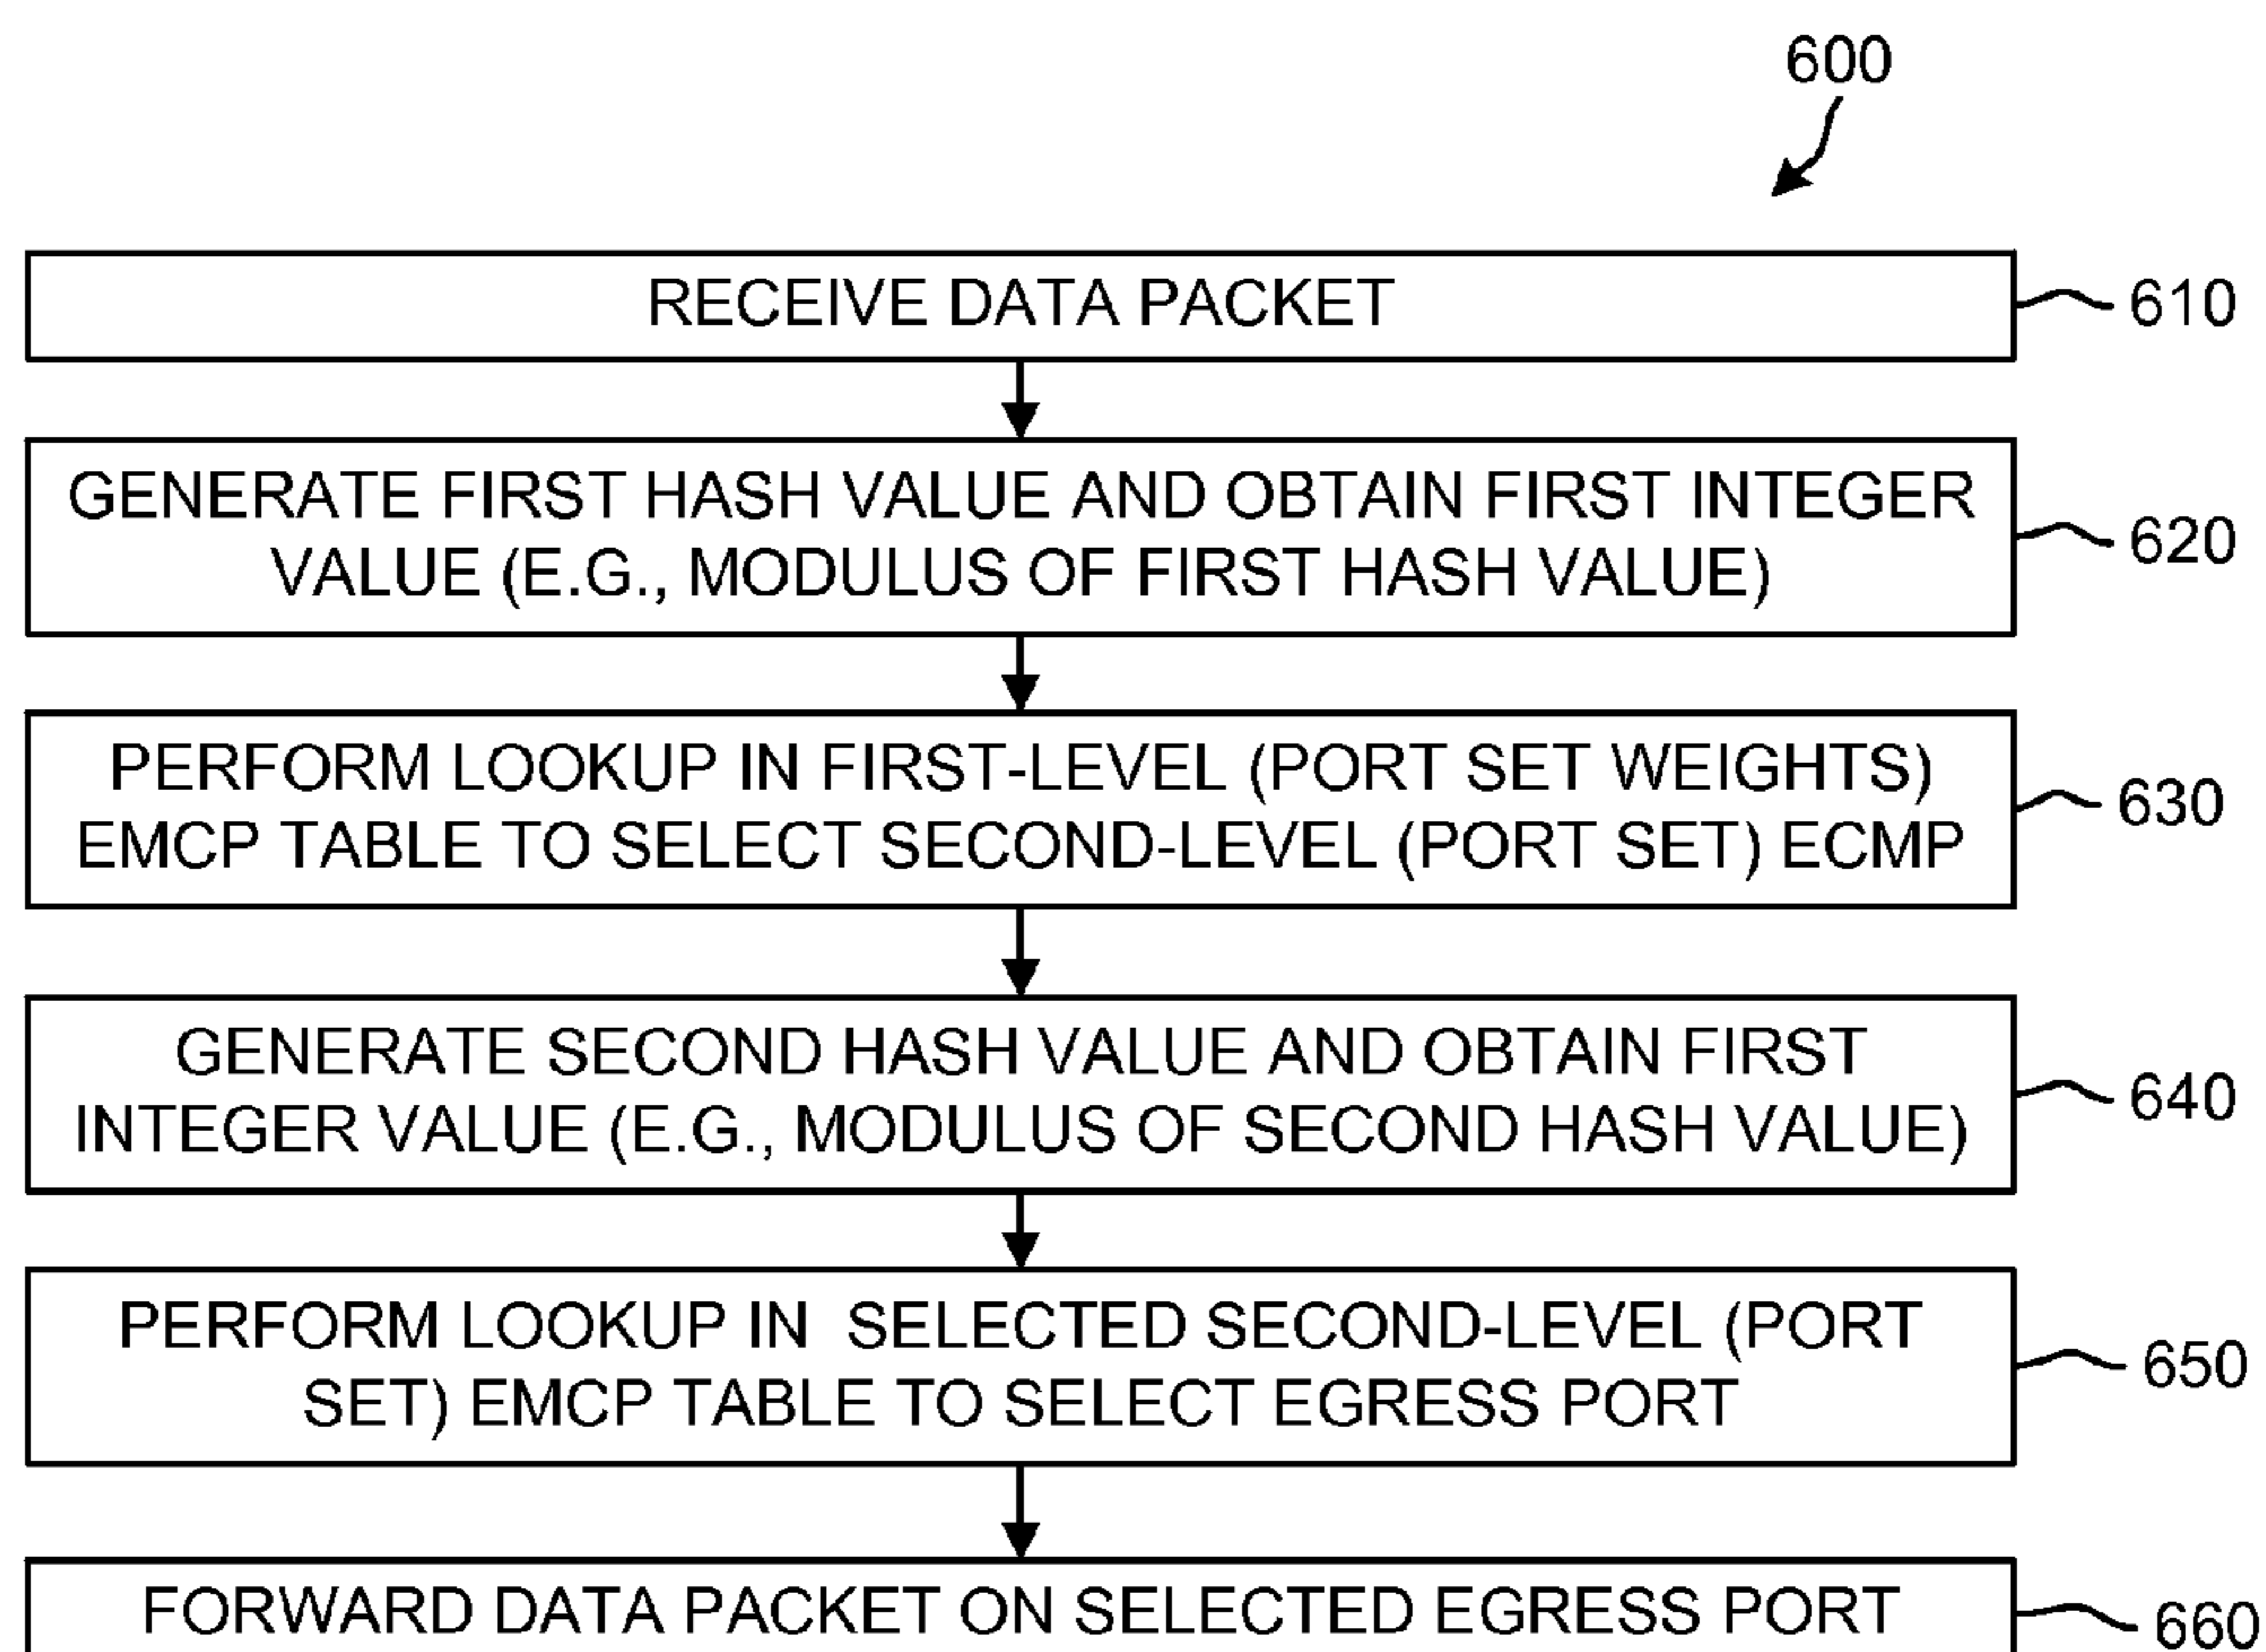 600
RECEIVE DATA PACKET
610
GENERATE FIRST HASH VALUE AND OBTAIN FIRST INTEGER
VALUE (E.G., MODULUS OF FIRST HASH VALUE)
620
PERFORM LOOKUP IN FIRST-LEVEL (PORT SET WEIGHTS)
EMCP TABLE TO SELECT SECOND-LEVEL (PORT SET) ECMP
630
GENERATE SECOND HASH VALUE AND OBTAIN FIRST
INTEGER VALUE (E.G., MODULUS OF SECOND HASH VALUE)
640
PERFORM LOOKUP IN SELECTED SECOND-LEVEL (PORT
SET) EMCP TABLE TO SELECT EGRESS PORT
650
FORWARD DATA PACKET ON SELECTED EGRESS PORT
660